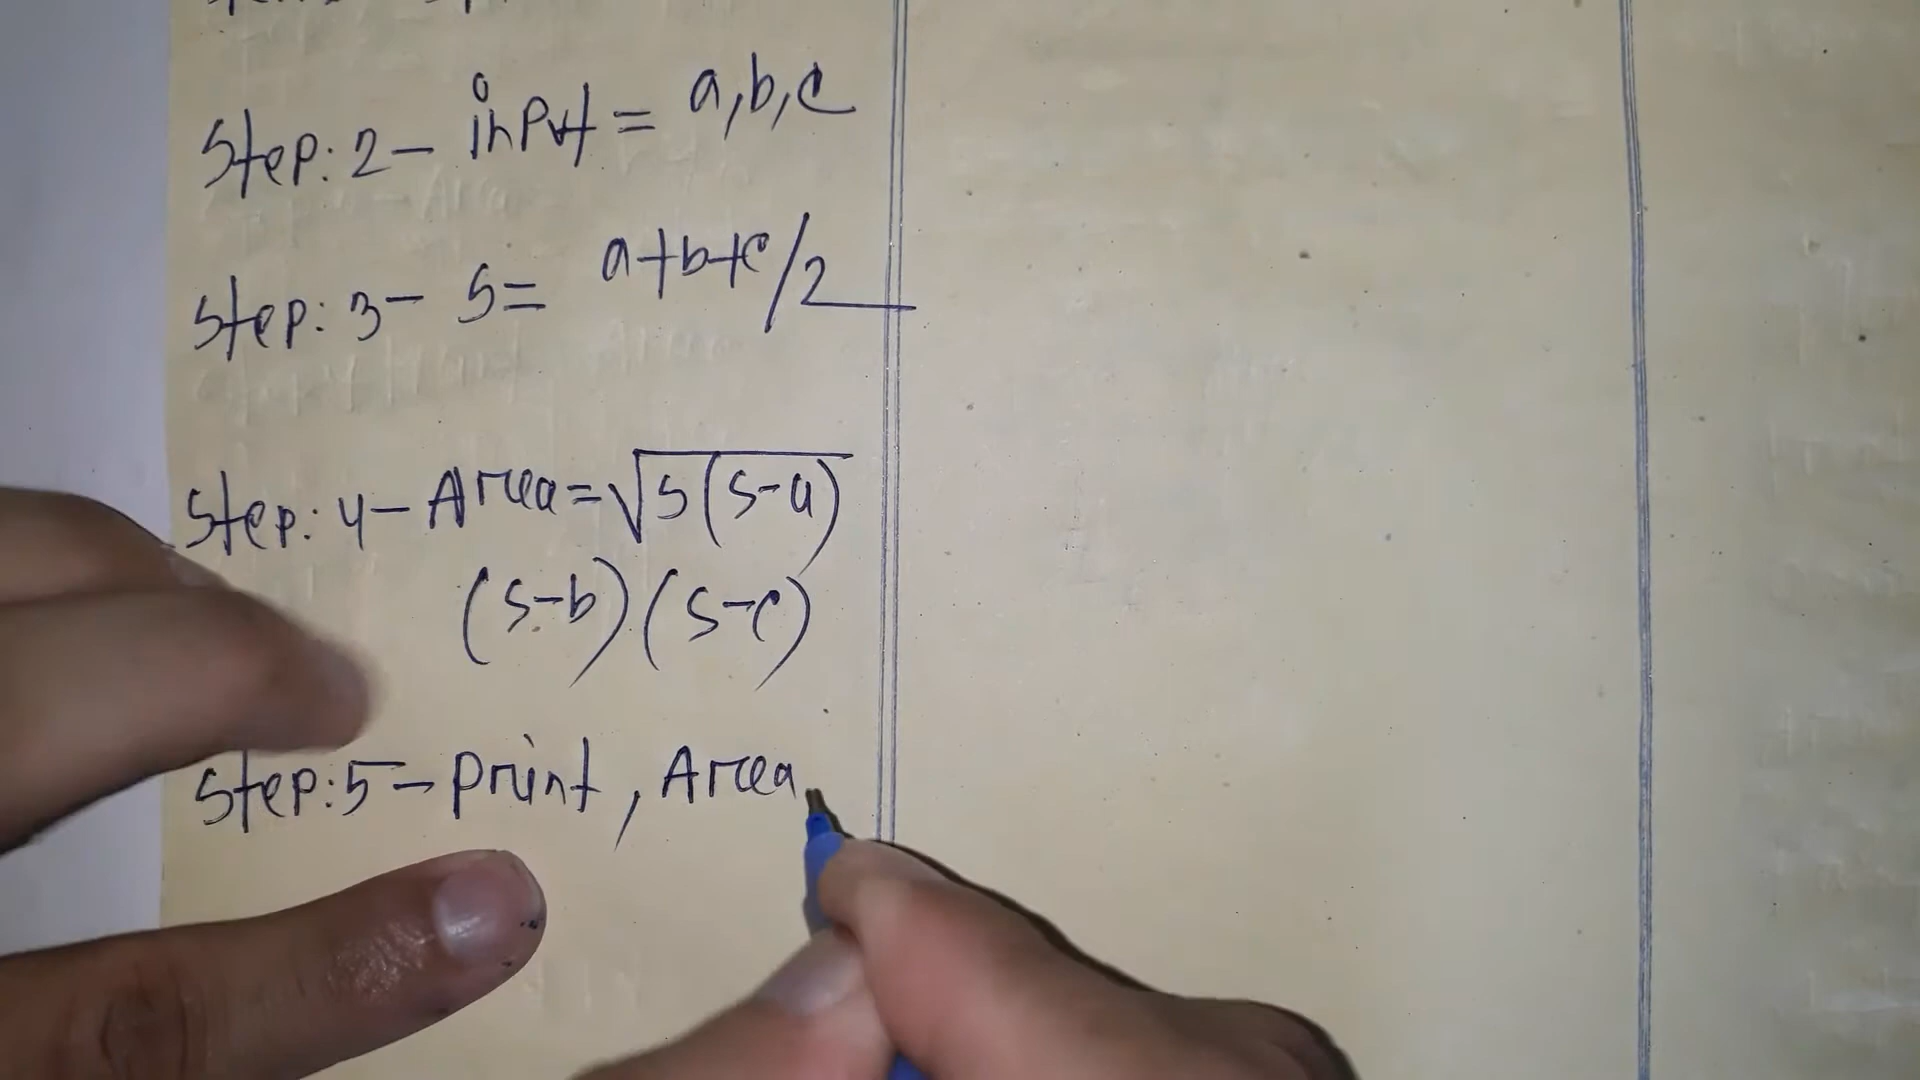 Step: 2 - input = a,b,c
Step: 3 - S = a+b+c/2
Step: 4 - Area = √S(S-a)
(S-b) (S-c)
Step: 5 - print, Area